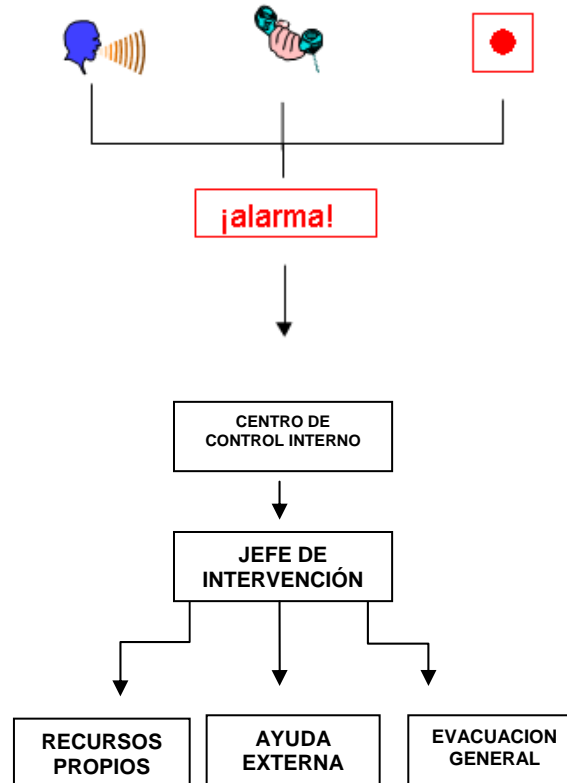 ¡alarma!
CENTRO DE
CONTROL INTERNO
JEFE DE
INTERVENCIÓN
RECURSOS
PROPIOS
AYUDA
EXTERNA
EVACUACION
GENERAL